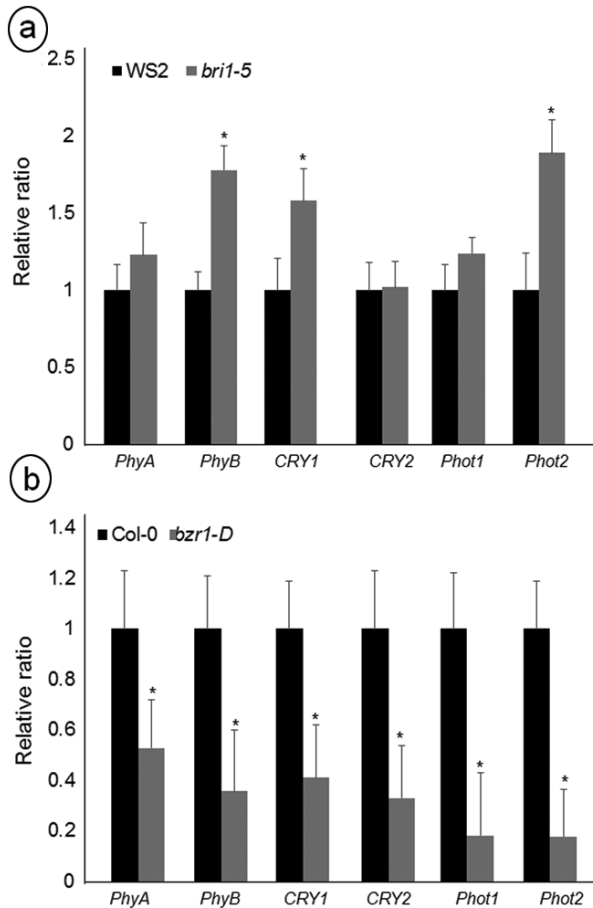 a
2.5
WS2 bri1-5
* * *
2
1.5
Relative ratio
1
0.5
0
PhyA PhyB CRY1 CRY2 Phot1 Phot2
b
1.4
Col-0 bzr1-D
1.2
1
0.8
* * * * * *
Relative ratio
0.6
0.4
0.2
0
PhyA PhyB CRY1 CRY2 Phot1 Phot2